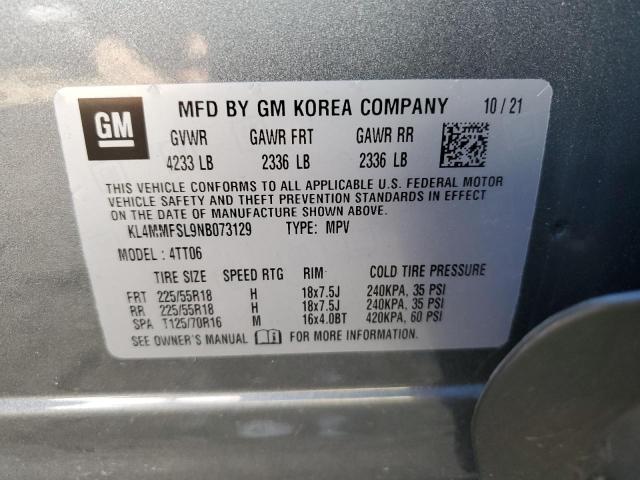 GM MFD BY GM KOREA COMPANY 10 / 21
GVWR GAWR FRT GAWR RR
4233 LB 2336 LB 2336 LB
THIS VEHICLE CONFORMS TO ALL APPLICABLE U.S. FEDERAL MOTOR
VEHICLE SAFETY AND THEFT PREVENTION STANDARDS IN EFFECT
ON THE DATE OF MANUFACTURE SHOWN ABOVE.
KL4MMFSL9NB073129 TYPE: MPV
MODEL : 4TT06
TIRE SIZE SPEED RTG RIM COLD TIRE PRESSURE
FRT 225/55R18 H 18x7.5J 240KPA, 35 PSI
RR 225/55R18 H 18x7.5J 240KPA, 35 PSI
SPA T125/70R16 M 16x4.0BT 420KPA, 60 PSI
SEE OWNER'S MANUAL FOR MORE INFORMATION.